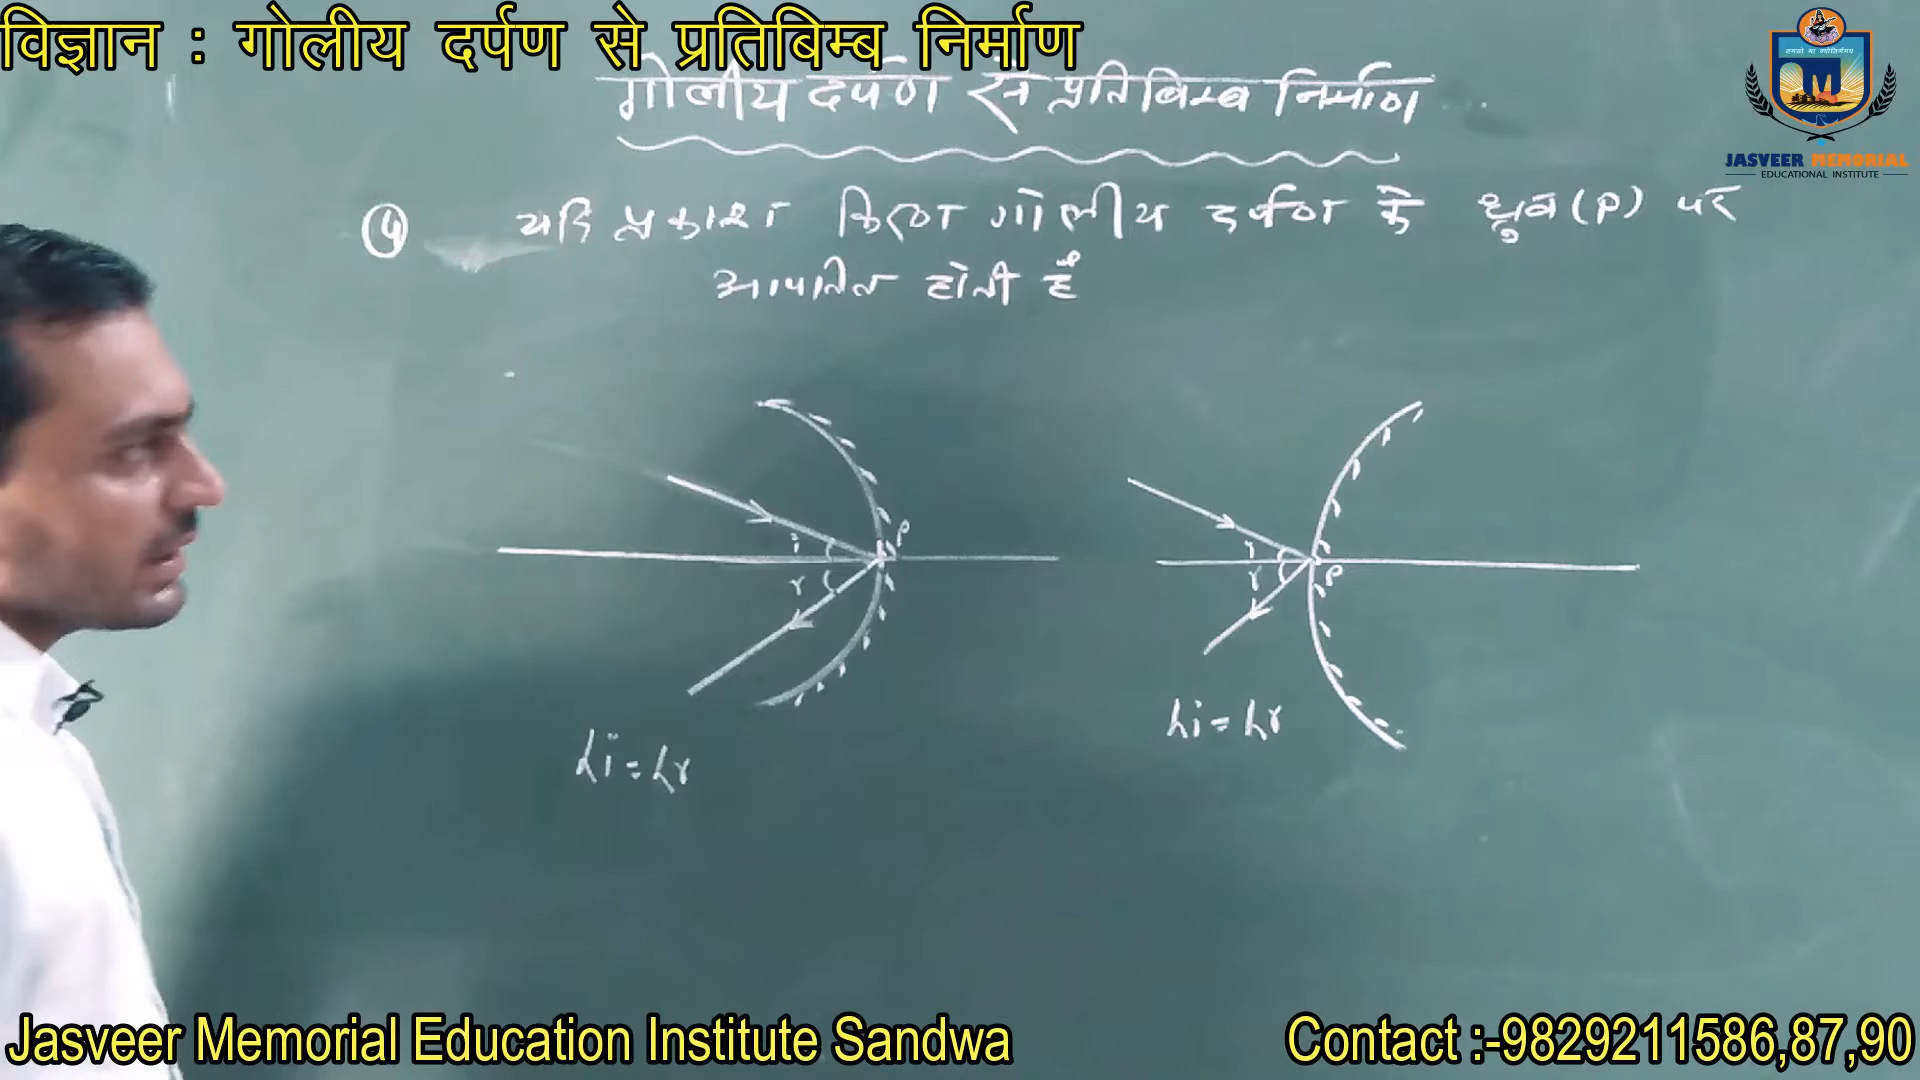 विज्ञान : गोलीय दर्पण से प्रतिबिम्ब निर्माण
गोलीय दर्पण से प्रतिबिम्ब निर्माण
JASVEER MEMORIAL
EDUCATIONAL INSTITUTE
④ यदि प्रकाश किरण गोलीय दर्पण के ध्रुव (P) पर
आपतित होती है
i P
r
i
r P
∠i = ∠r
∠i = ∠r
Jasveer Memorial Education Institute Sandwa
Contact :-9829211586,87,90